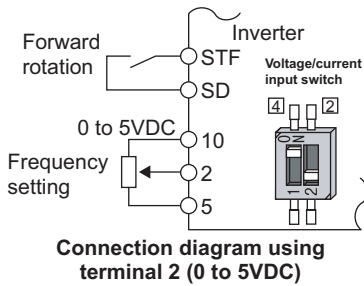 Inverter
Forward
rotation
STF
SD
Voltage/current
input switch
4
2
0 to 5VDC
10
Frequency
setting
2
5
ON
1 2
Connection diagram using
terminal 2 (0 to 5VDC)